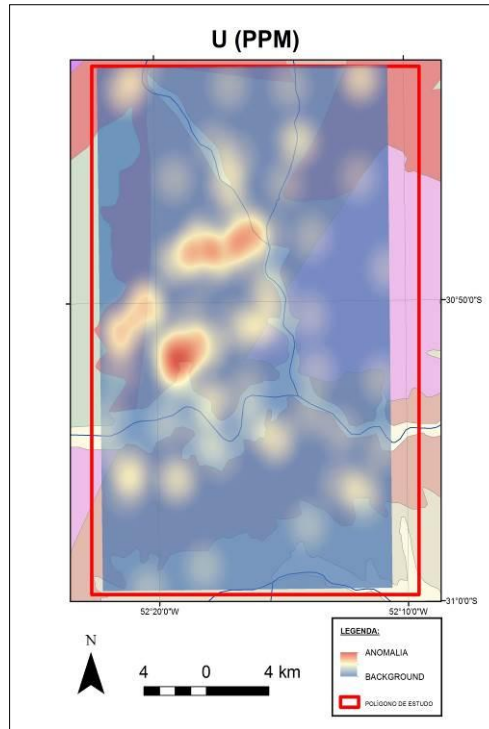 U (PPM)
30°50'0"S
31°0'0"S
52°20'0"W
52°10'0"W
N
4 0 4 km
LEGENDA:
ANOMALIA
BACKGROUND
POLÍGONO DE ESTUDO